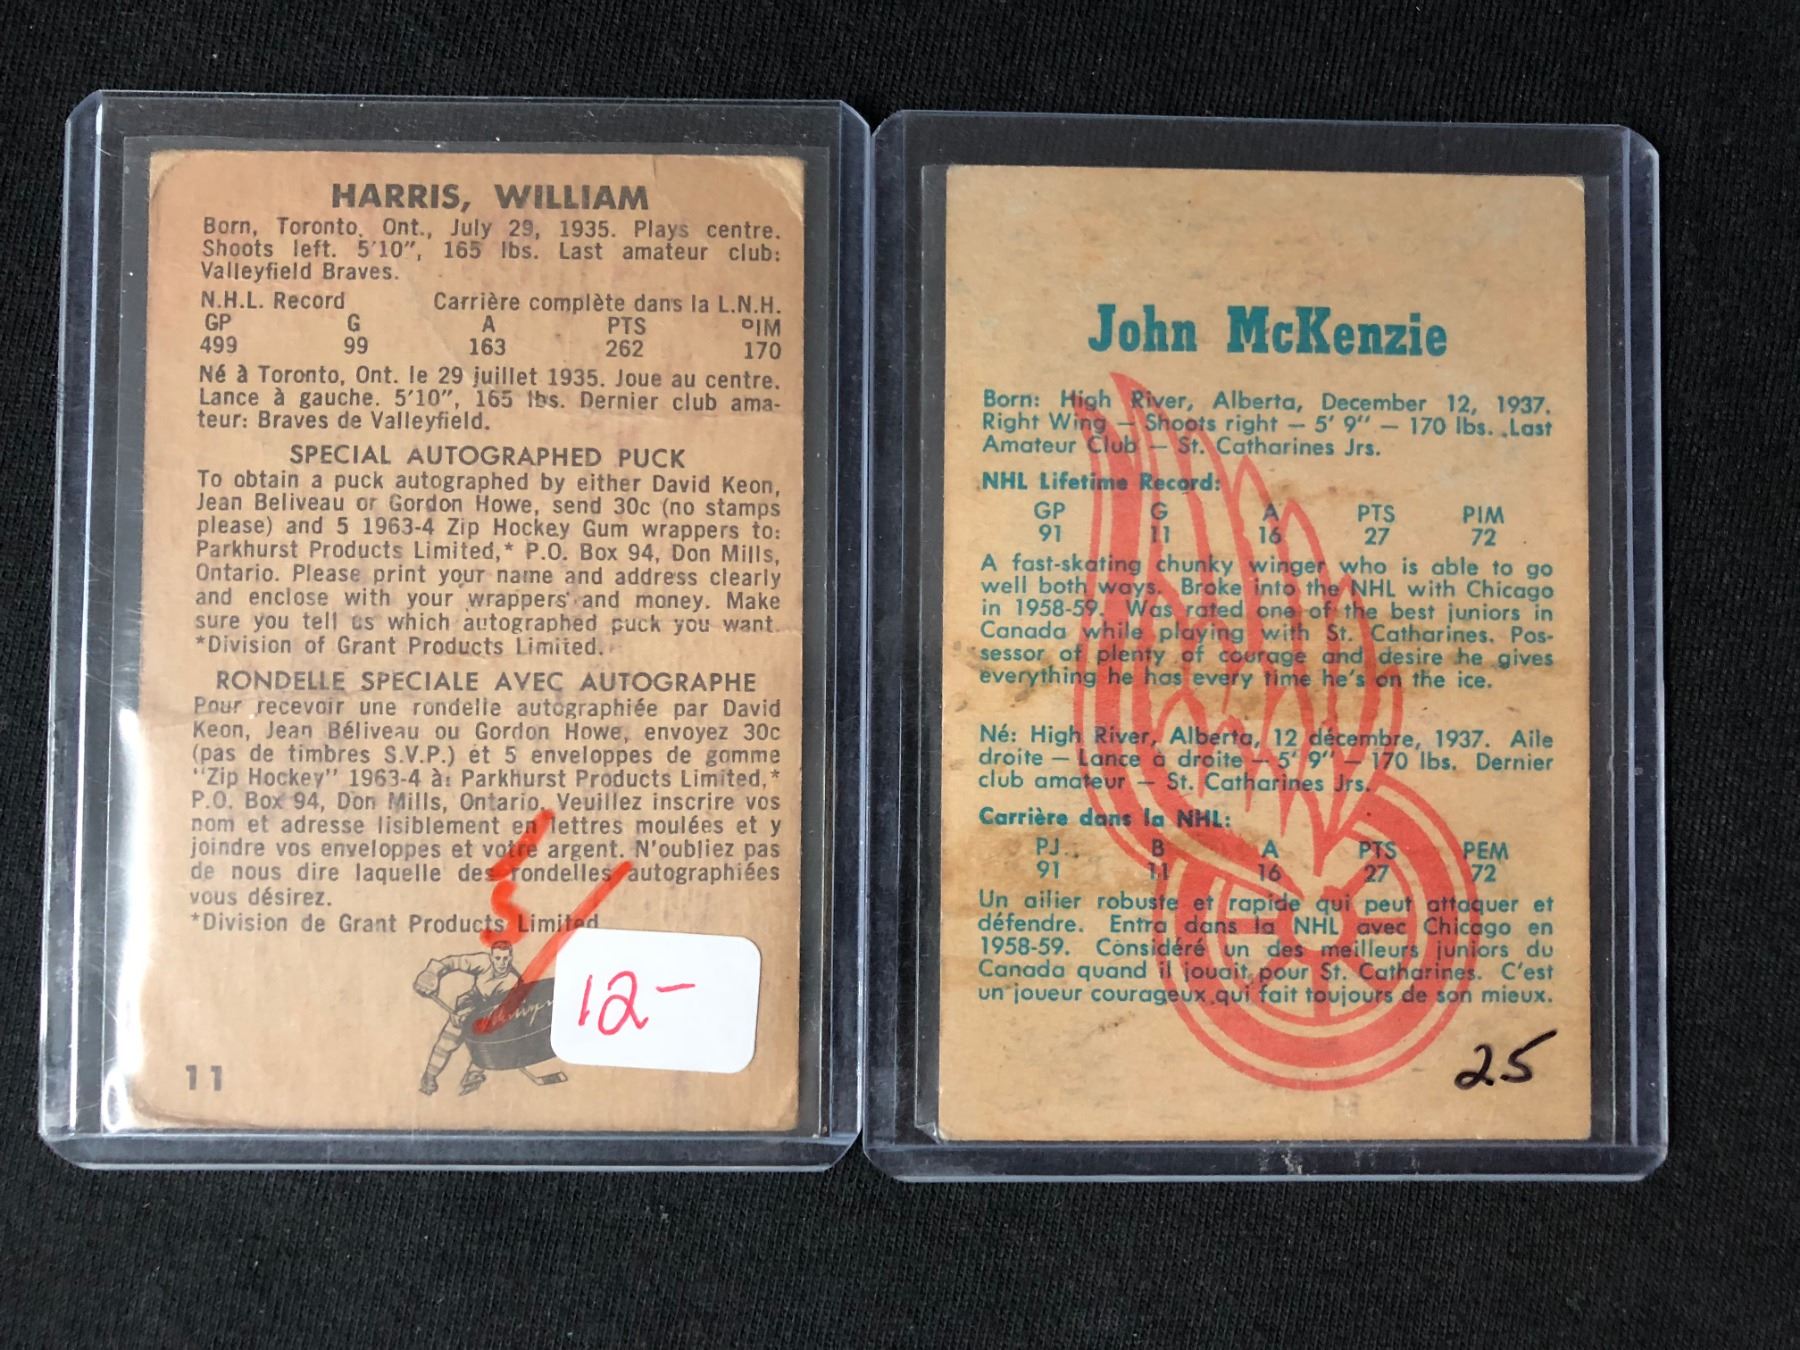 HARRIS, WILLIAM
Born, Toronto, Ont., July 29, 1935. Plays centre.
Shoots left. 5'10", 165 lbs. Last amateur club:
Valleyfield Braves.
N.H.L. Record Carrière complète dans la L.N.H.
GP G A PTS PIM
499 99 163 262 170
Né à Toronto, Ont. le 29 juillet 1935. Joue au centre.
Lance à gauche. 5'10", 165 lbs. Dernier club ama-
teur: Braves de Valleyfield.
SPECIAL AUTOGRAPHED PUCK
To obtain a puck autographed by either David Keon,
Jean Beliveau or Gordon Howe, send 30c (no stamps
please) and 5 1963-4 Zip Hockey Gum wrappers to:
Parkhurst Products Limited,* P.O. Box 94, Don Mills,
Ontario. Please print your name and address clearly
and enclose with your wrappers and money. Make
sure you tell us which autographed puck you want.
*Division of Grant Products Limited.
RONDELLE SPECIALE AVEC AUTOGRAPHE
Pour recevoir une rondelle autographiée par David
Keon, Jean Béliveau ou Gordon Howe, envoyez 30c
(pas de timbres S.V.P.) et 5 enveloppes de gomme
"Zip Hockey" 1963-4 à: Parkhurst Products Limited,*
P.O. Box 94, Don Mills, Ontario. Veuillez inscrire vos
nom et adresse lisiblement en lettres moulées et y
joindre vos enveloppes et votre argent. N'oubliez pas
de nous dire laquelle des rondelles autographiées
vous désirez.
*Division de Grant Products Limited
12-
11
John McKenzie
Born: High River, Alberta, December 12, 1937.
Right Wing — Shoots right — 5' 9" — 170 lbs. Last
Amateur Club — St. Catharines Jrs.
NHL Lifetime Record:
GP G A PTS PIM
91 11 16 27 72
A fast-skating chunky winger who is able to go
well both ways. Broke into the NHL with Chicago
in 1958-59. Was rated one of the best juniors in
Canada while playing with St. Catharines. Pos-
sessor of plenty of courage and desire he gives
everything he has every time he's on the ice.
Né: High River, Alberta, 12 décembre, 1937. Aile
droite — Lance à droite — 5' 9" — 170 lbs. Dernier
club amateur — St. Catharines Jrs.
Carrière dans la NHL:
PJ B A PTS PEM
91 11 16 27 72
Un ailier robuste et rapide qui peut attaquer et
défendre. Entra dans la NHL avec Chicago en
1958-59. Considéré un des meilleurs juniors du
Canada quand il jouait pour St. Catharines. C'est
un joueur courageux qui fait toujours de son mieux.
25